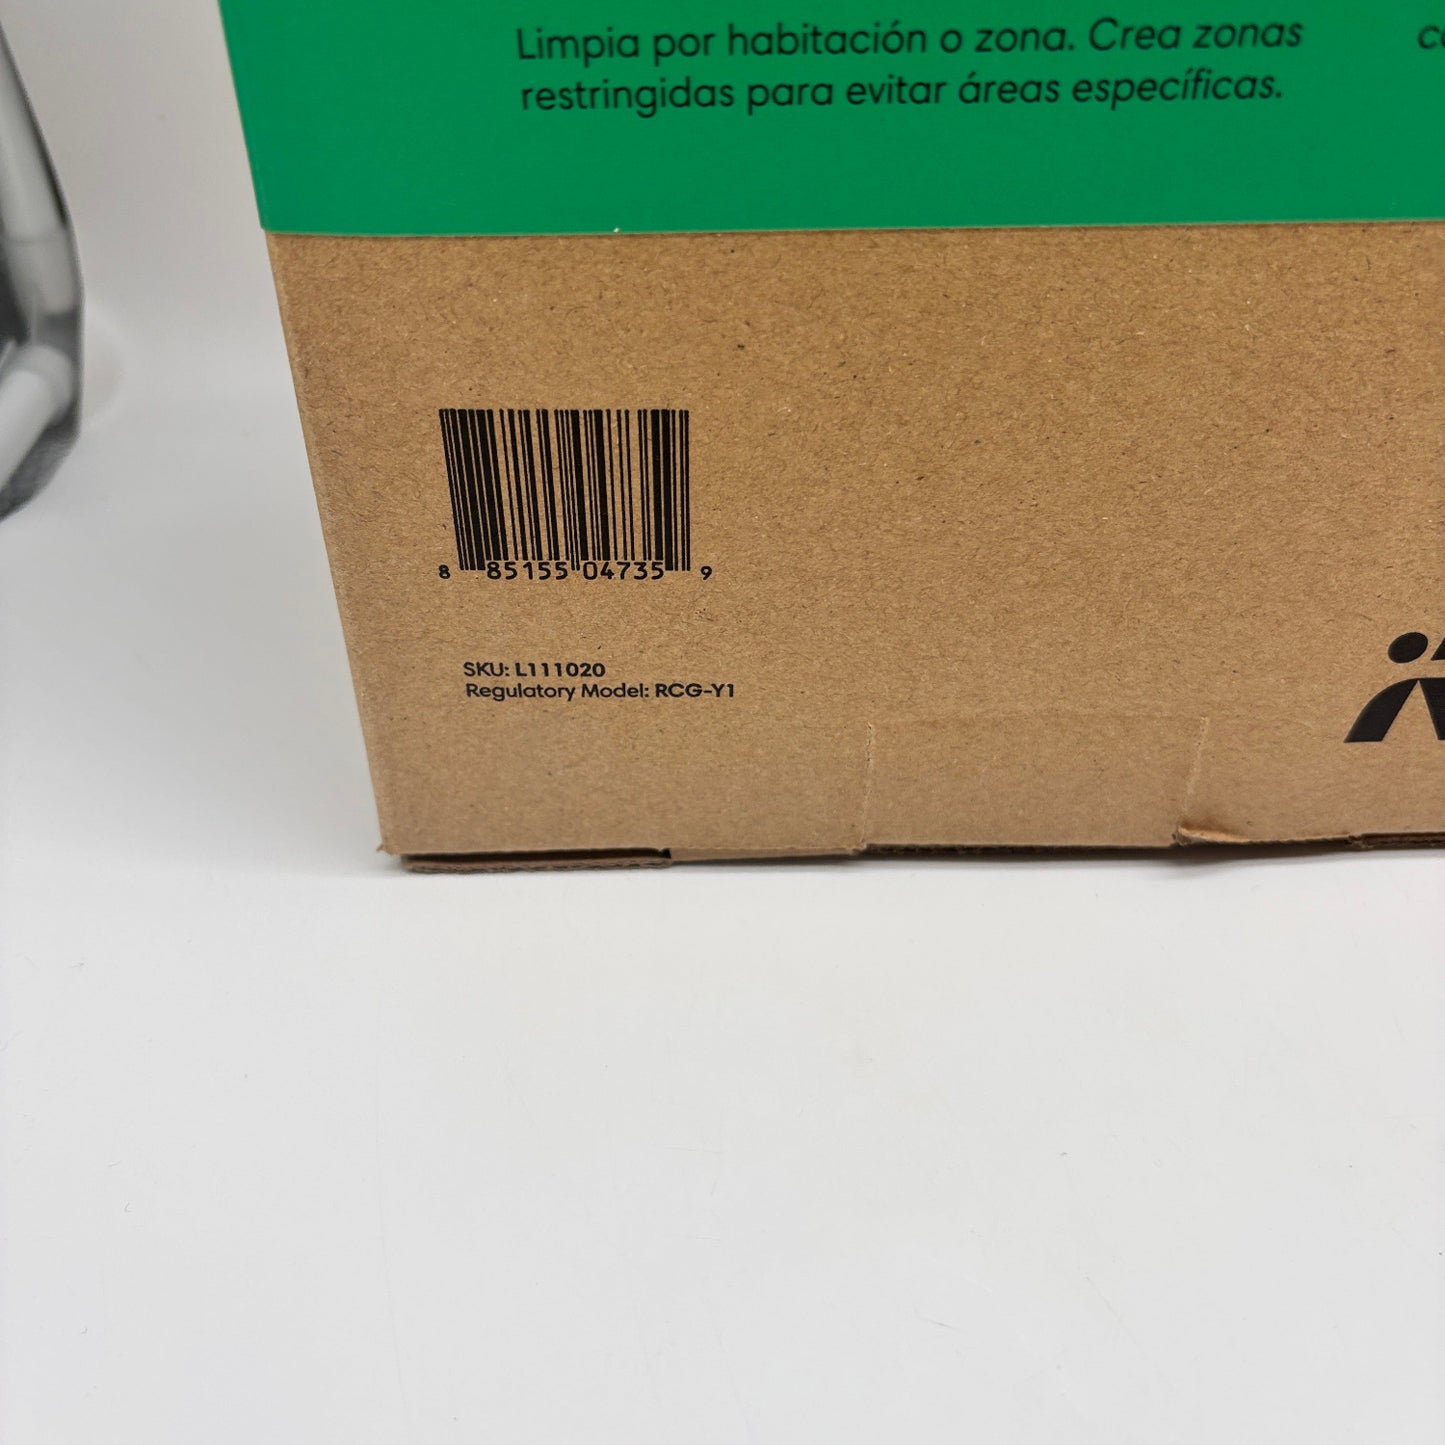 Limpia por habitación o zona. Crea zonas
restringidas para evitar áreas específicas.
8 85155 04735 9
SKU: L111020
Regulatory Model: RCG-Y1